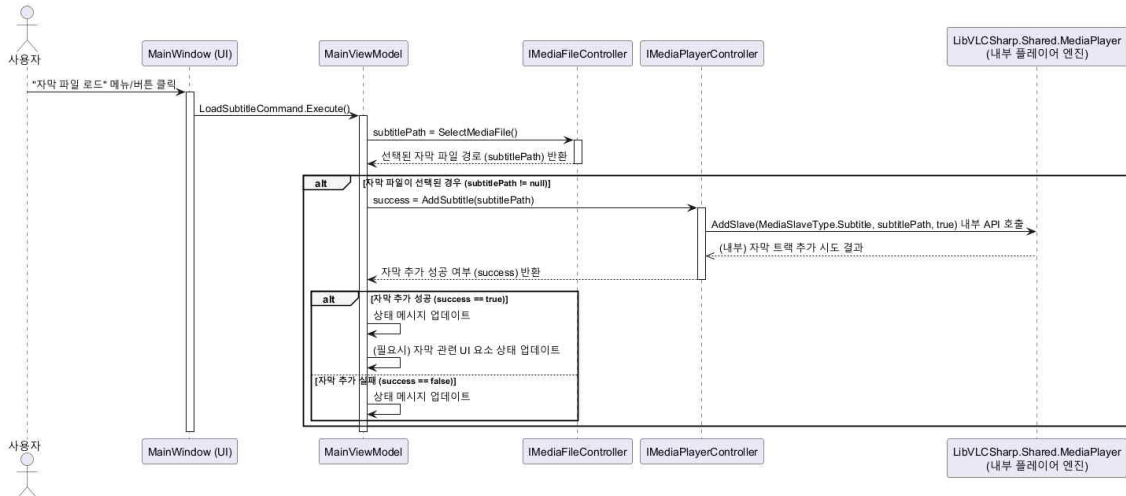 사용자
MainWindow (UI)
MainViewModel
IMediaFileController
IMediaPlayerController
LibVLCSharp.Shared.MediaPlayer
(내부 플레이어 엔진)
"자막 파일 로드" 메뉴/버튼 클릭
LoadSubtitleCommand.Execute()
subtitlePath = SelectMediaFile()
선택된 자막 파일 경로 (subtitlePath) 반환
alt
[자막 파일이 선택된 경우 (subtitlePath != null)]
success = AddSubtitle(subtitlePath)
AddSlave(MediaSlaveType.Subtitle, subtitlePath, true) 내부 API 호출
(내부) 자막 트랙 추가 시도 결과
자막 추가 성공 여부 (success) 반환
alt
[자막 추가 성공 (success == true)]
상태 메시지 업데이트
(필요시) 자막 관련 UI 요소 상태 업데이트
[자막 추가 실패 (success == false)]
상태 메시지 업데이트
사용자
MainWindow (UI)
MainViewModel
IMediaFileController
IMediaPlayerController
LibVLCSharp.Shared.MediaPlayer
(내부 플레이어 엔진)